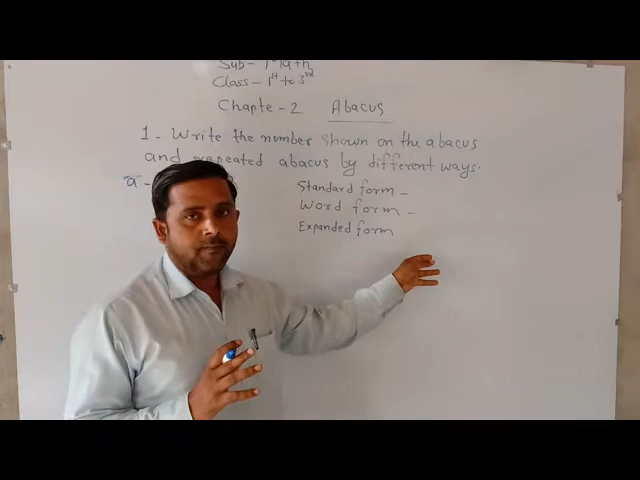 Sub - Math
Class - 1st to 3rd
Chapte - 2 Abacus
1 - Write the number shown on the abacus
and repeated abacus by different ways.
a -
Standard form -
Word form -
Expanded form